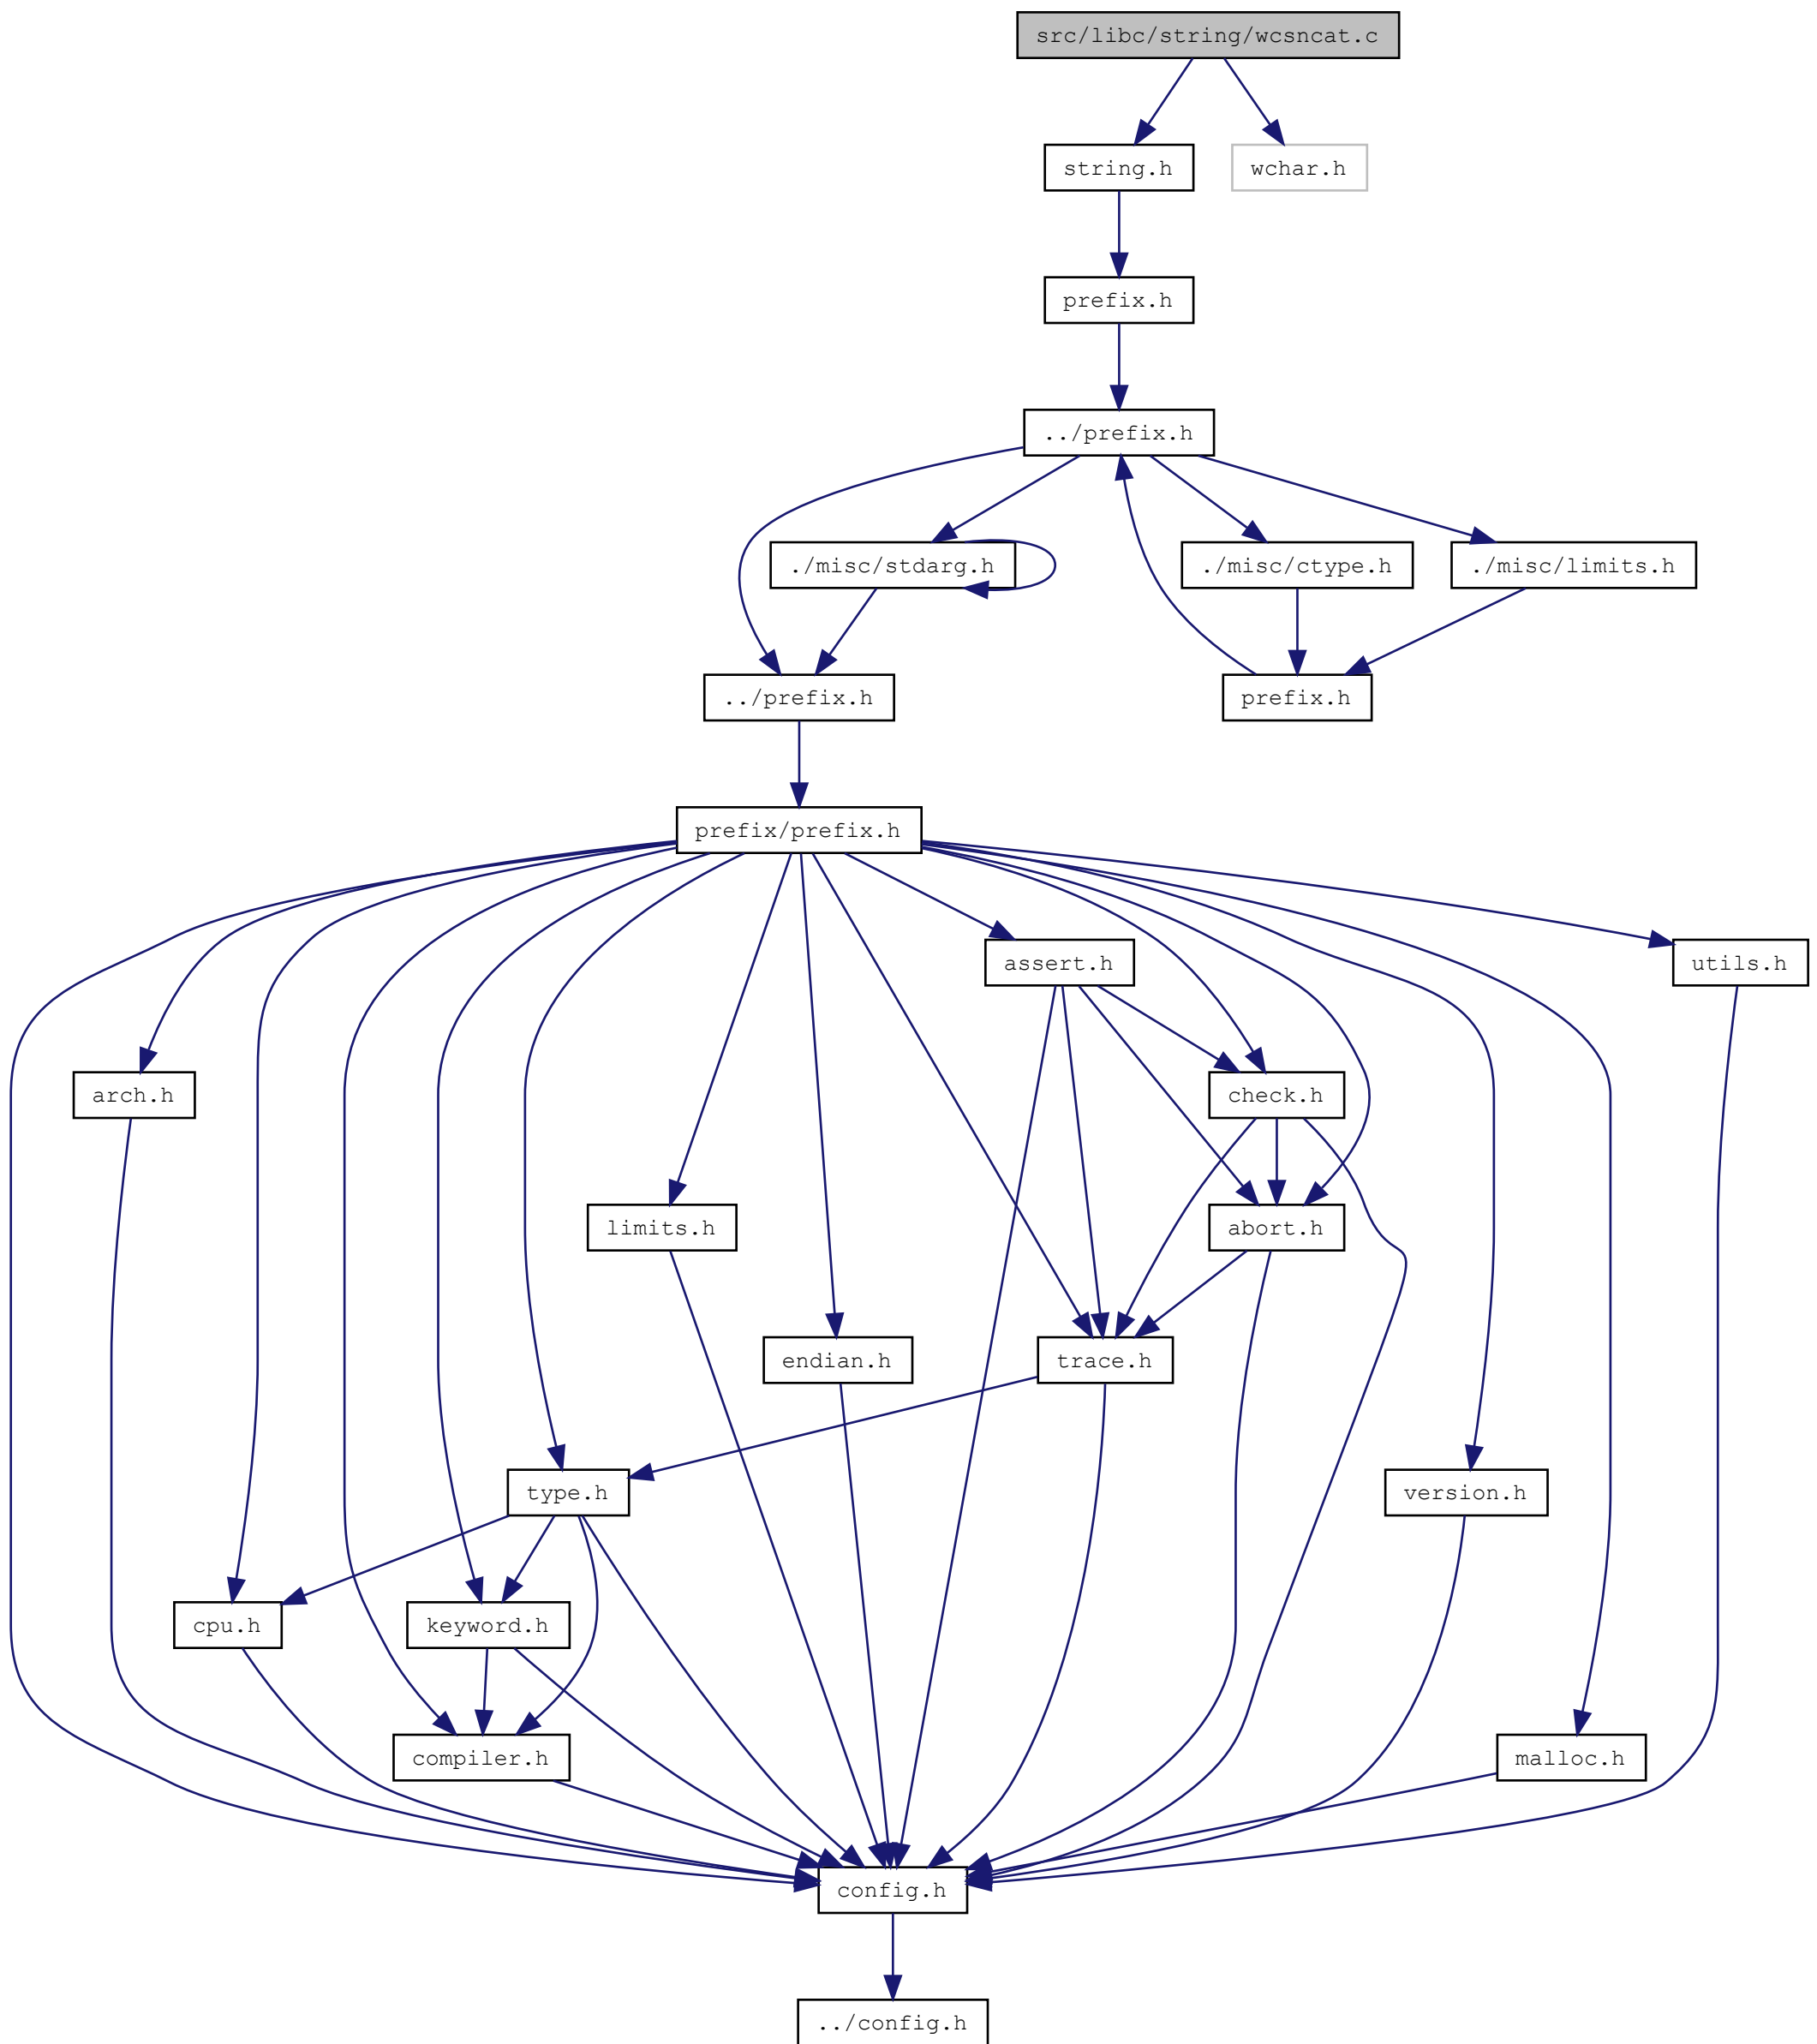 src/libc/string/wcsncat.c
string.h
wchar.h
prefix.h
../prefix.h
./misc/stdarg.h
./misc/ctype.h
./misc/limits.h
../prefix.h
prefix.h
prefix/prefix.h
assert.h
utils.h
arch.h
check.h
limits.h
abort.h
endian.h
trace.h
type.h
version.h
cpu.h
keyword.h
compiler.h
malloc.h
config.h
../config.h